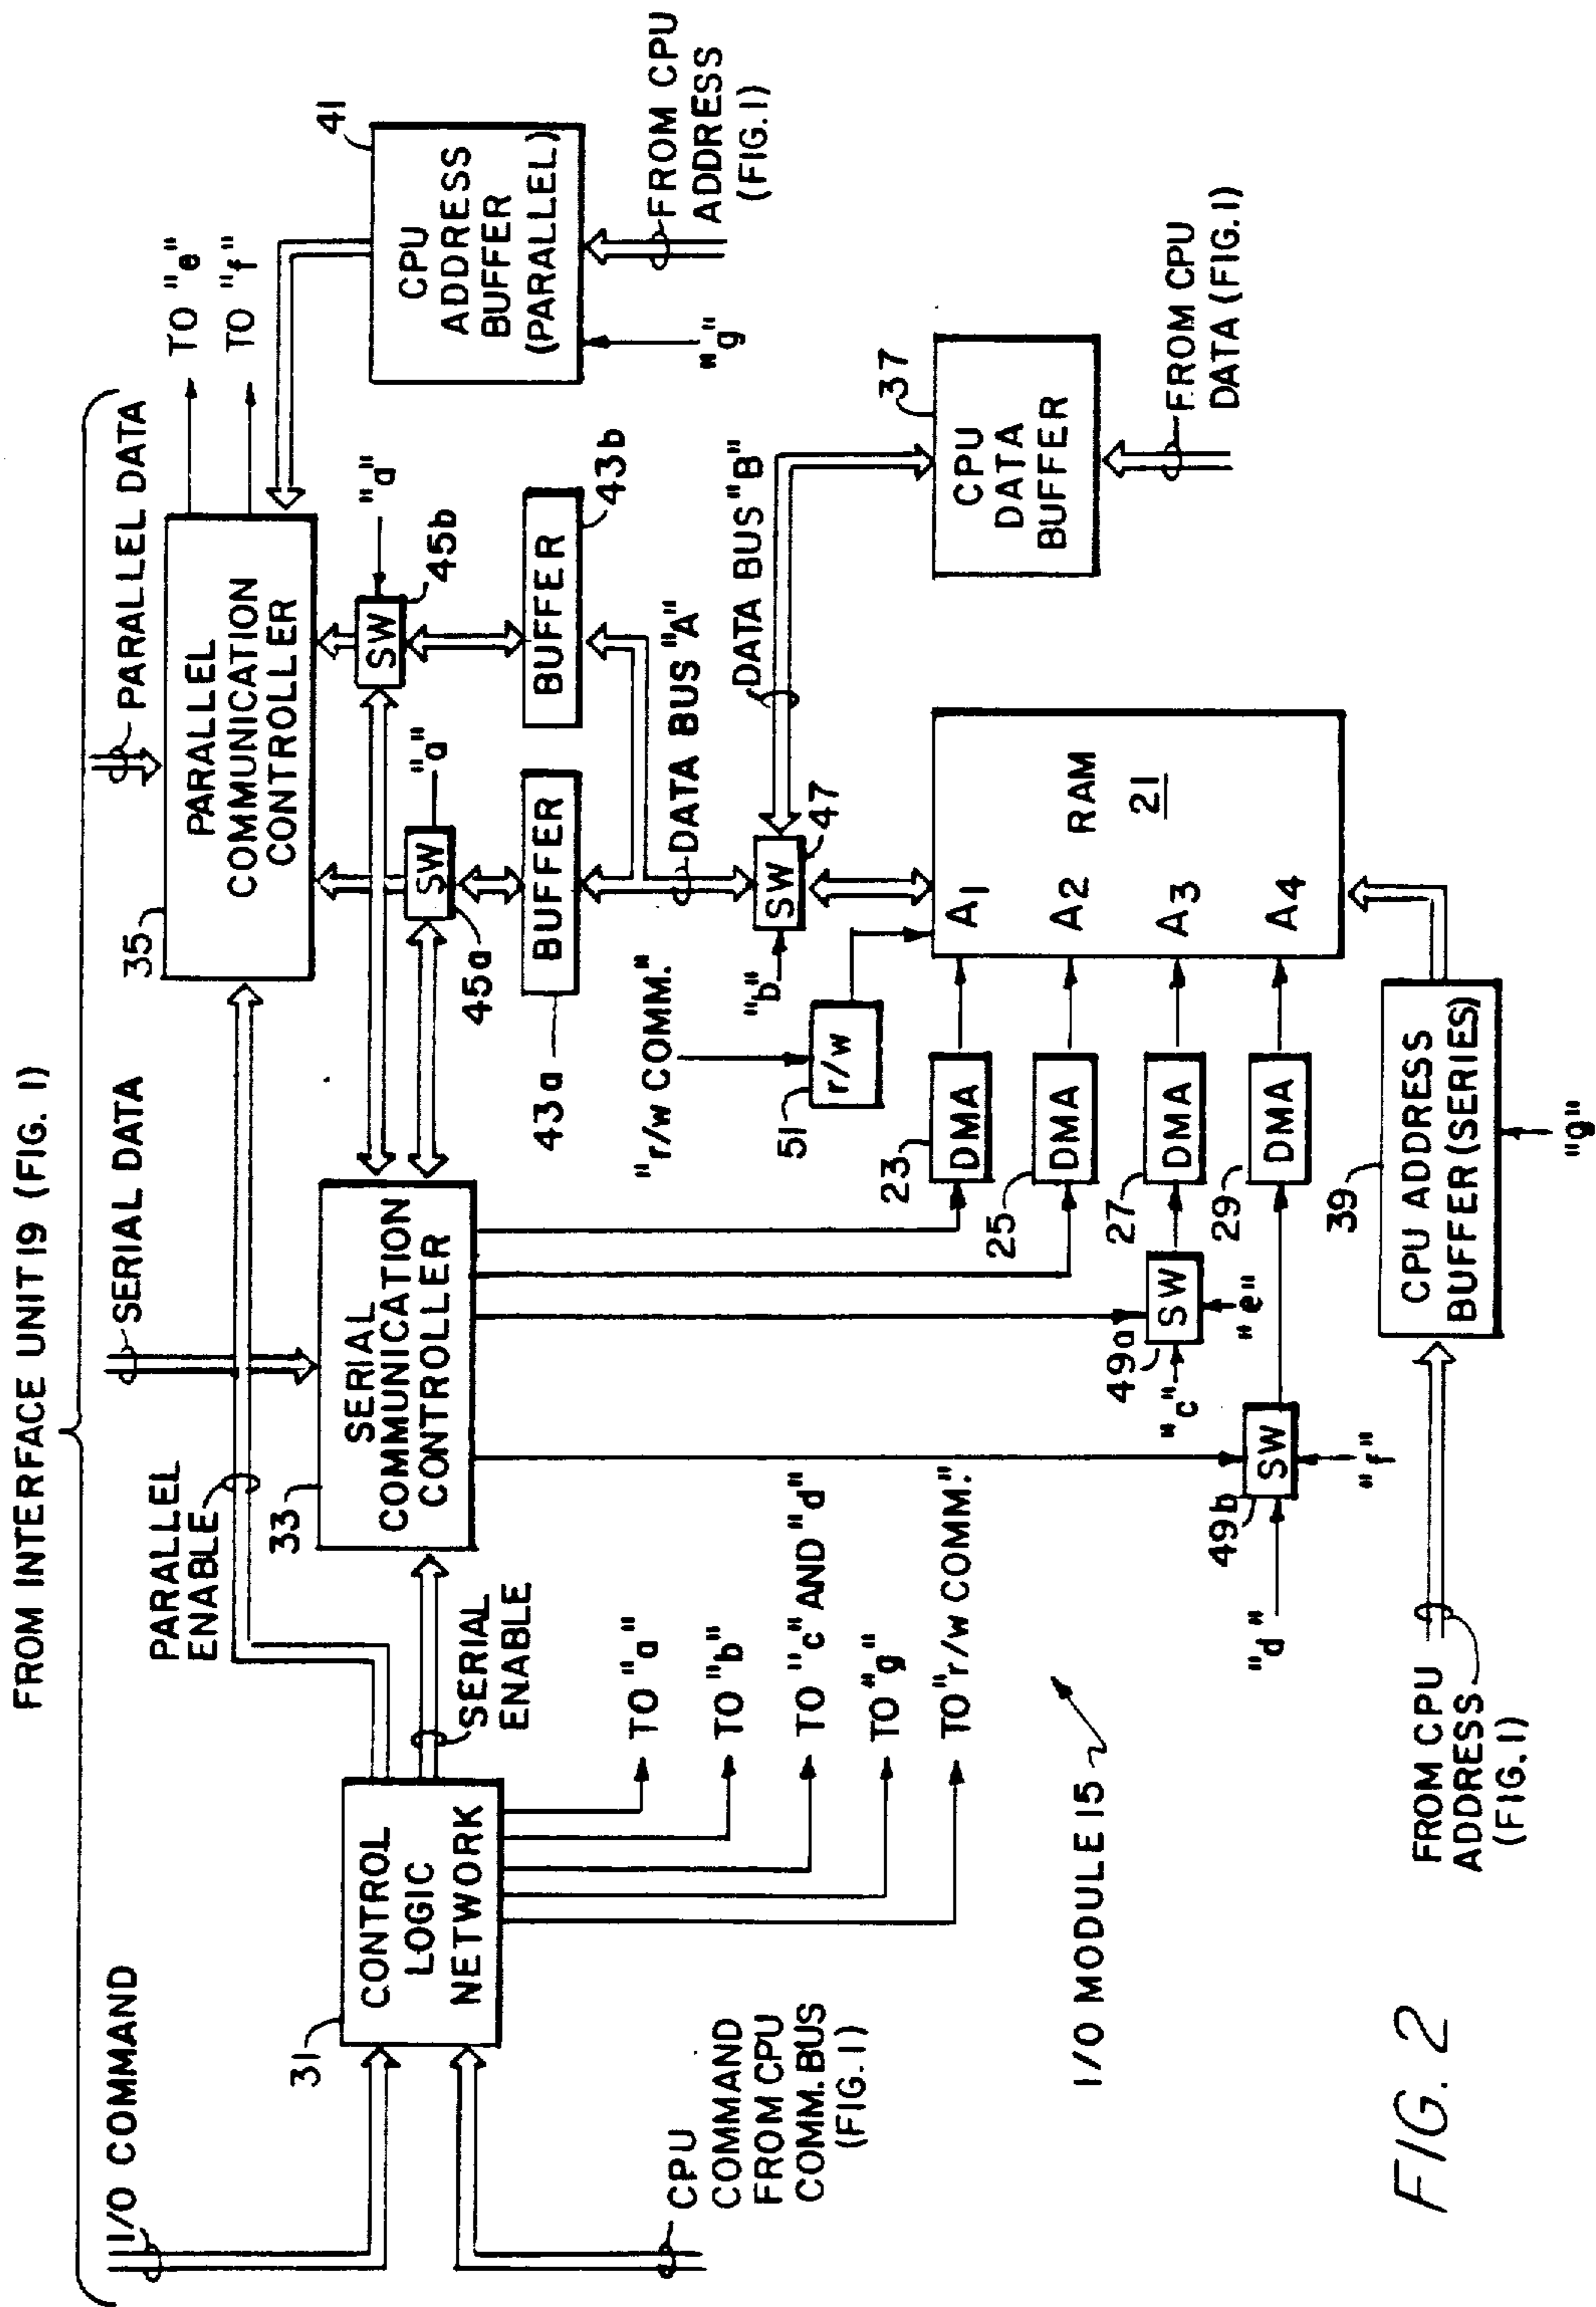 FROM INTERFACE UNIT 19 (FIG. 1)
I/O COMMAND
SERIAL DATA
PARALLEL DATA
PARALLEL
ENABLE
31
CONTROL
LOGIC
NETWORK
CPU
COMMAND
FROM CPU
COMM. BUS
(FIG. 1)
SERIAL
ENABLE
TO "a"
TO "b"
TO "c" AND "d"
TO "g"
TO "r/w COMM."
33
SERIAL
COMMUNICATION
CONTROLLER
35
PARALLEL
COMMUNICATION
CONTROLLER
TO "e"
TO "f"
41
CPU
ADDRESS
BUFFER
(PARALLEL)
"g"
FROM CPU
ADDRESS
(FIG. 1)
SW
45a
"a"
SW
45b
"a"
BUFFER
43a
BUFFER
43b
DATA BUS "A"
DATA BUS "B"
"r/w COMM."
51
r/w
"b"
SW
47
37
CPU
DATA
BUFFER
FROM CPU
DATA (FIG. 1)
23
DMA
25
DMA
27
DMA
29
DMA
A1
A2
A3
A4
RAM
21
49a
SW
"c"
"e"
49b
SW
"d"
"f"
39
CPU ADDRESS
BUFFER (SERIES)
"g"
FROM CPU
ADDRESS
(FIG. 1)
I/O MODULE 15
FIG. 2